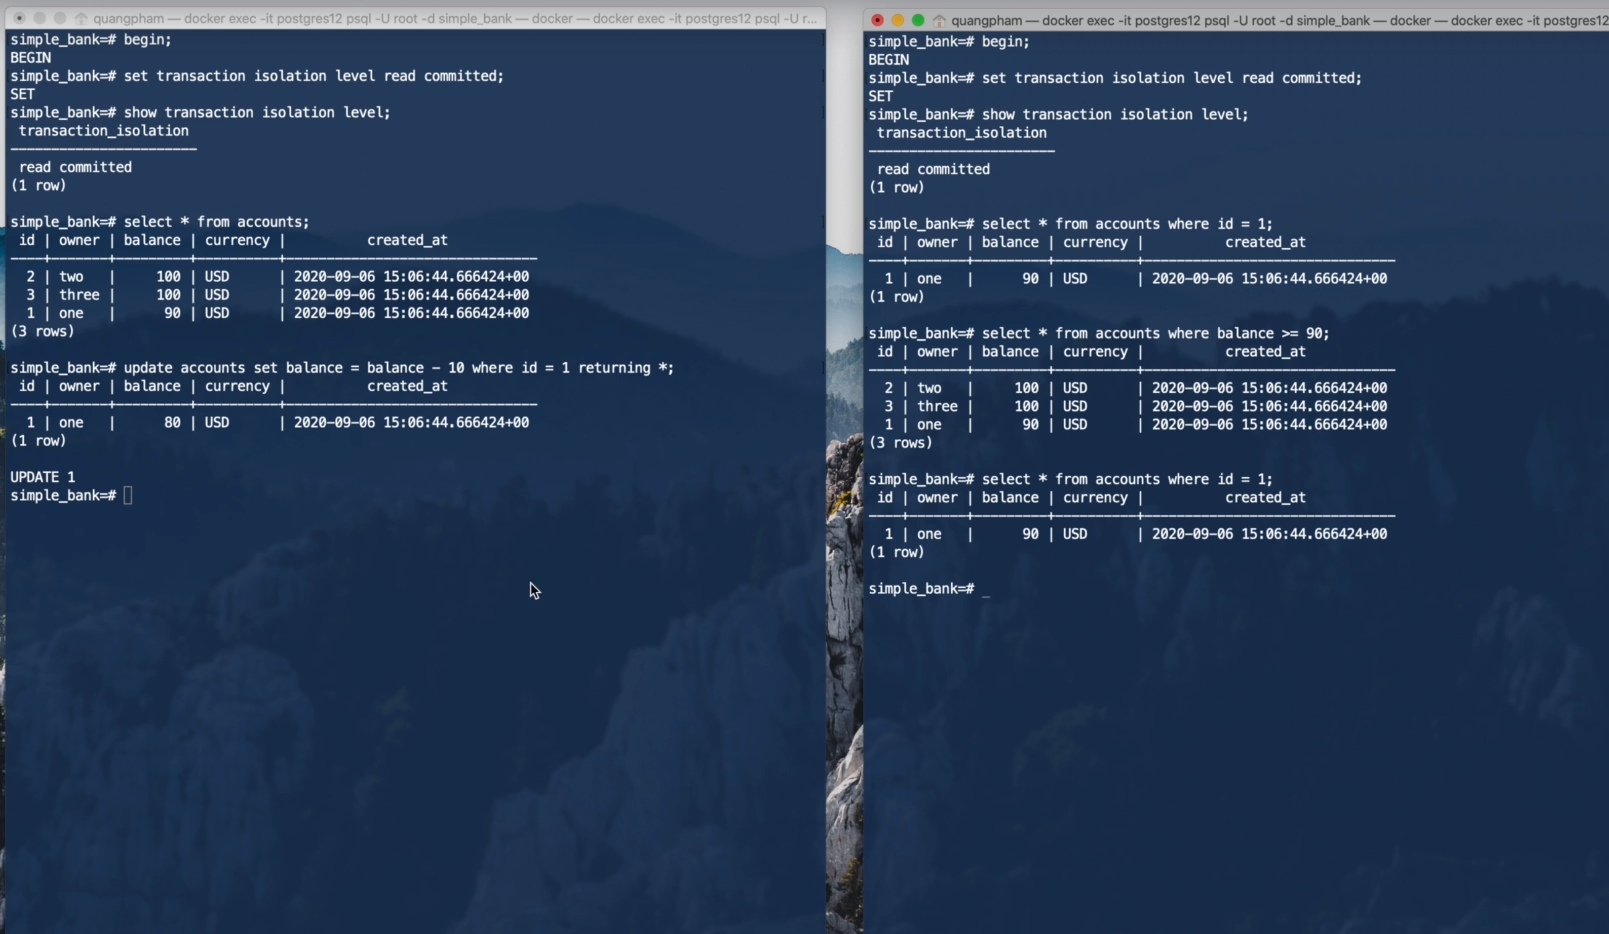 quangpham — docker exec -it postgres12 psql -U root -d simple_bank — docker — docker exec -it postgres12 psql -U r...
simple_bank=# begin;
BEGIN
simple_bank=# set transaction isolation level read committed;
SET
simple_bank=# show transaction isolation level;
transaction_isolation
-----------------------
read committed
(1 row)
simple_bank=# select * from accounts;
id | owner | balance | currency | created_at
----+-------+---------+----------+-------------------------------
2 | two | 100 | USD | 2020-09-06 15:06:44.666424+00
3 | three | 100 | USD | 2020-09-06 15:06:44.666424+00
1 | one | 90 | USD | 2020-09-06 15:06:44.666424+00
(3 rows)
simple_bank=# update accounts set balance = balance - 10 where id = 1 returning *;
id | owner | balance | currency | created_at
----+-------+---------+----------+-------------------------------
1 | one | 80 | USD | 2020-09-06 15:06:44.666424+00
(1 row)
UPDATE 1
simple_bank=#
quangpham — docker exec -it postgres12 psql -U root -d simple_bank — docker — docker exec -it postgres12
simple_bank=# begin;
BEGIN
simple_bank=# set transaction isolation level read committed;
SET
simple_bank=# show transaction isolation level;
transaction_isolation
-----------------------
read committed
(1 row)
simple_bank=# select * from accounts where id = 1;
id | owner | balance | currency | created_at
----+-------+---------+----------+-------------------------------
1 | one | 90 | USD | 2020-09-06 15:06:44.666424+00
(1 row)
simple_bank=# select * from accounts where balance >= 90;
id | owner | balance | currency | created_at
----+-------+---------+----------+-------------------------------
2 | two | 100 | USD | 2020-09-06 15:06:44.666424+00
3 | three | 100 | USD | 2020-09-06 15:06:44.666424+00
1 | one | 90 | USD | 2020-09-06 15:06:44.666424+00
(3 rows)
simple_bank=# select * from accounts where id = 1;
id | owner | balance | currency | created_at
----+-------+---------+----------+-------------------------------
1 | one | 90 | USD | 2020-09-06 15:06:44.666424+00
(1 row)
simple_bank=# _